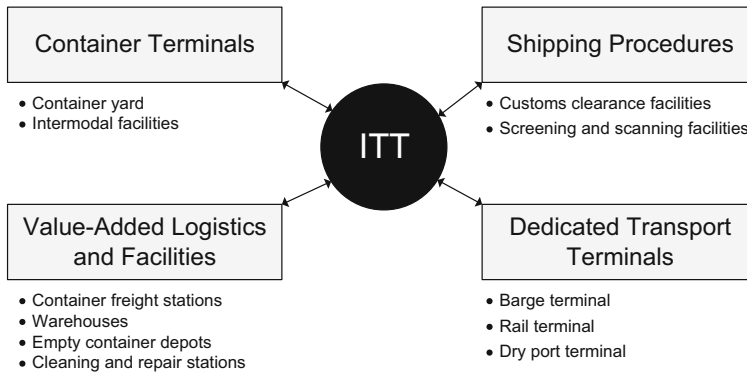 Container Terminals
• Container yard
• Intermodal facilities
Shipping Procedures
• Customs clearance facilities
• Screening and scanning facilities
ITT
Value-Added Logistics
and Facilities
• Container freight stations
• Warehouses
• Empty container depots
• Cleaning and repair stations
Dedicated Transport
Terminals
• Barge terminal
• Rail terminal
• Dry port terminal